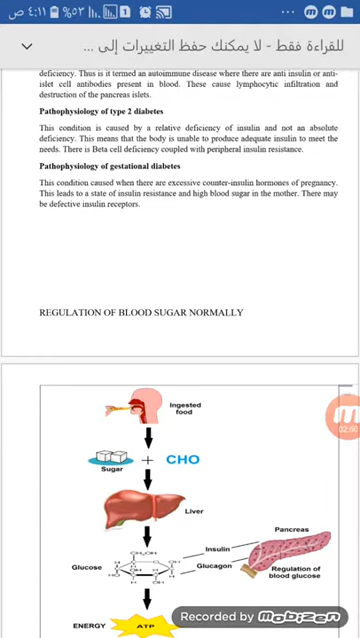 ص ٤:١١
٥٣%
1
للقراءة فقط - لا يمكنك حفظ التغييرات إلى ...
deficiency. Thus is it termed an autoimmune disease where there are anti insulin or anti-
islet cell antibodies present in blood. These cause lymphocytic infiltration and
destruction of the pancreas islets.
Pathophysiology of type 2 diabetes
This condition is caused by a relative deficiency of insulin and not an absolute
deficiency. This means that the body is unable to produce adequate insulin to meet the
needs. There is Beta cell deficiency coupled with peripheral insulin resistance.
Pathophysiology of gestational diabetes
This condition caused when there are excessive counter-insulin hormones of pregnancy.
This leads to a state of insulin resistance and high blood sugar in the mother. There may
be defective insulin receptors.
REGULATION OF BLOOD SUGAR NORMALLY
Ingested
food
Sugar
+
CHO
Liver
Pancreas
Insulin
Glucagon
Glucose
Regulation of
blood glucose
ENERGY
ATP
Recorded by Mobizen